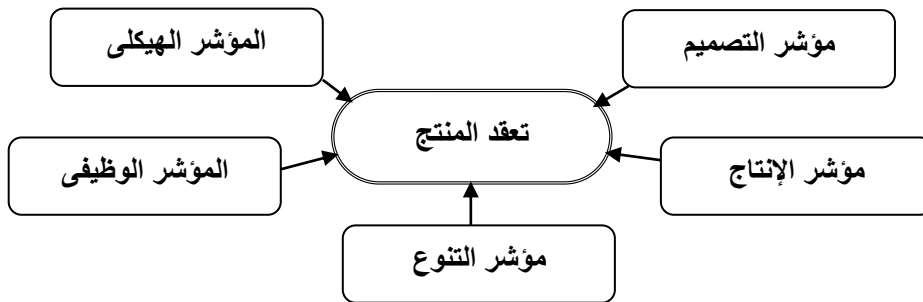 مؤشر التصميم
المؤشر الهيكلى
تعقد المنتج
مؤشر الإنتاج
المؤشر الوظيفى
مؤشر التنوع